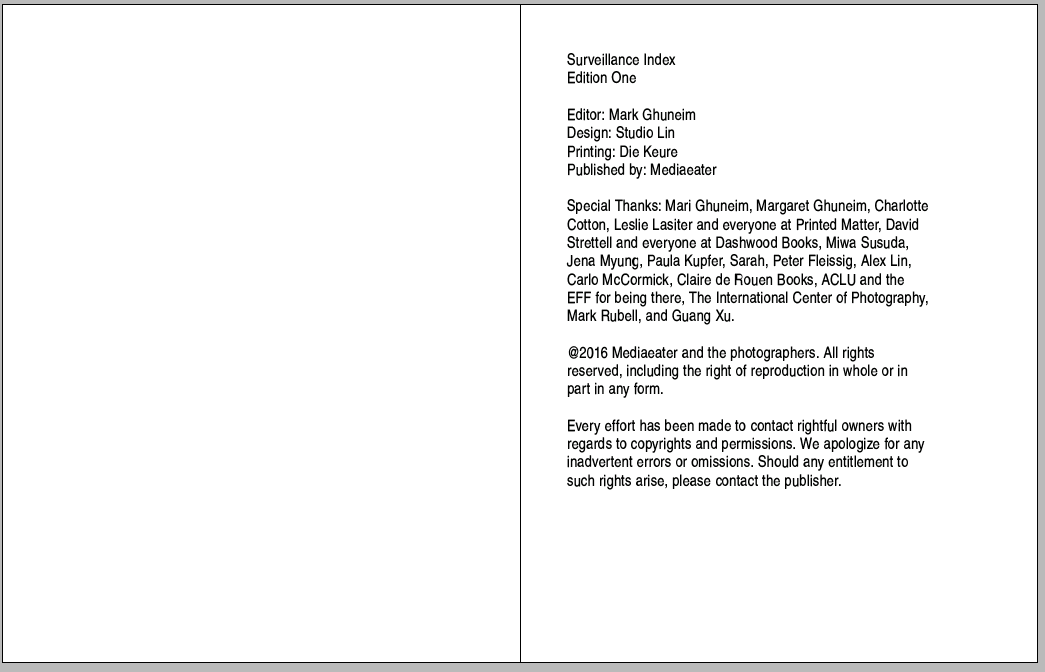 Surveillance Index
Edition One
Editor: Mark Ghuneim
Design: Studio Lin
Printing: Die Keure
Published by: Mediaeater
Special Thanks: Mari Ghuneim, Margaret Ghuneim, Charlotte
Cotton, Leslie Lasiter and everyone at Printed Matter, David
Strettell and everyone at Dashwood Books, Miwa Susuda,
Jena Myung, Paula Kupfer, Sarah, Peter Fleissig, Alex Lin,
Carlo McCormick, Claire de Rouen Books, ACLU and the
EFF for being there, The International Center of Photography,
Mark Rubell, and Guang Xu.
@2016 Mediaeater and the photographers. All rights
reserved, including the right of reproduction in whole or in
part in any form.
Every effort has been made to contact rightful owners with
regards to copyrights and permissions. We apologize for any
inadvertent errors or omissions. Should any entitlement to
such rights arise, please contact the publisher.